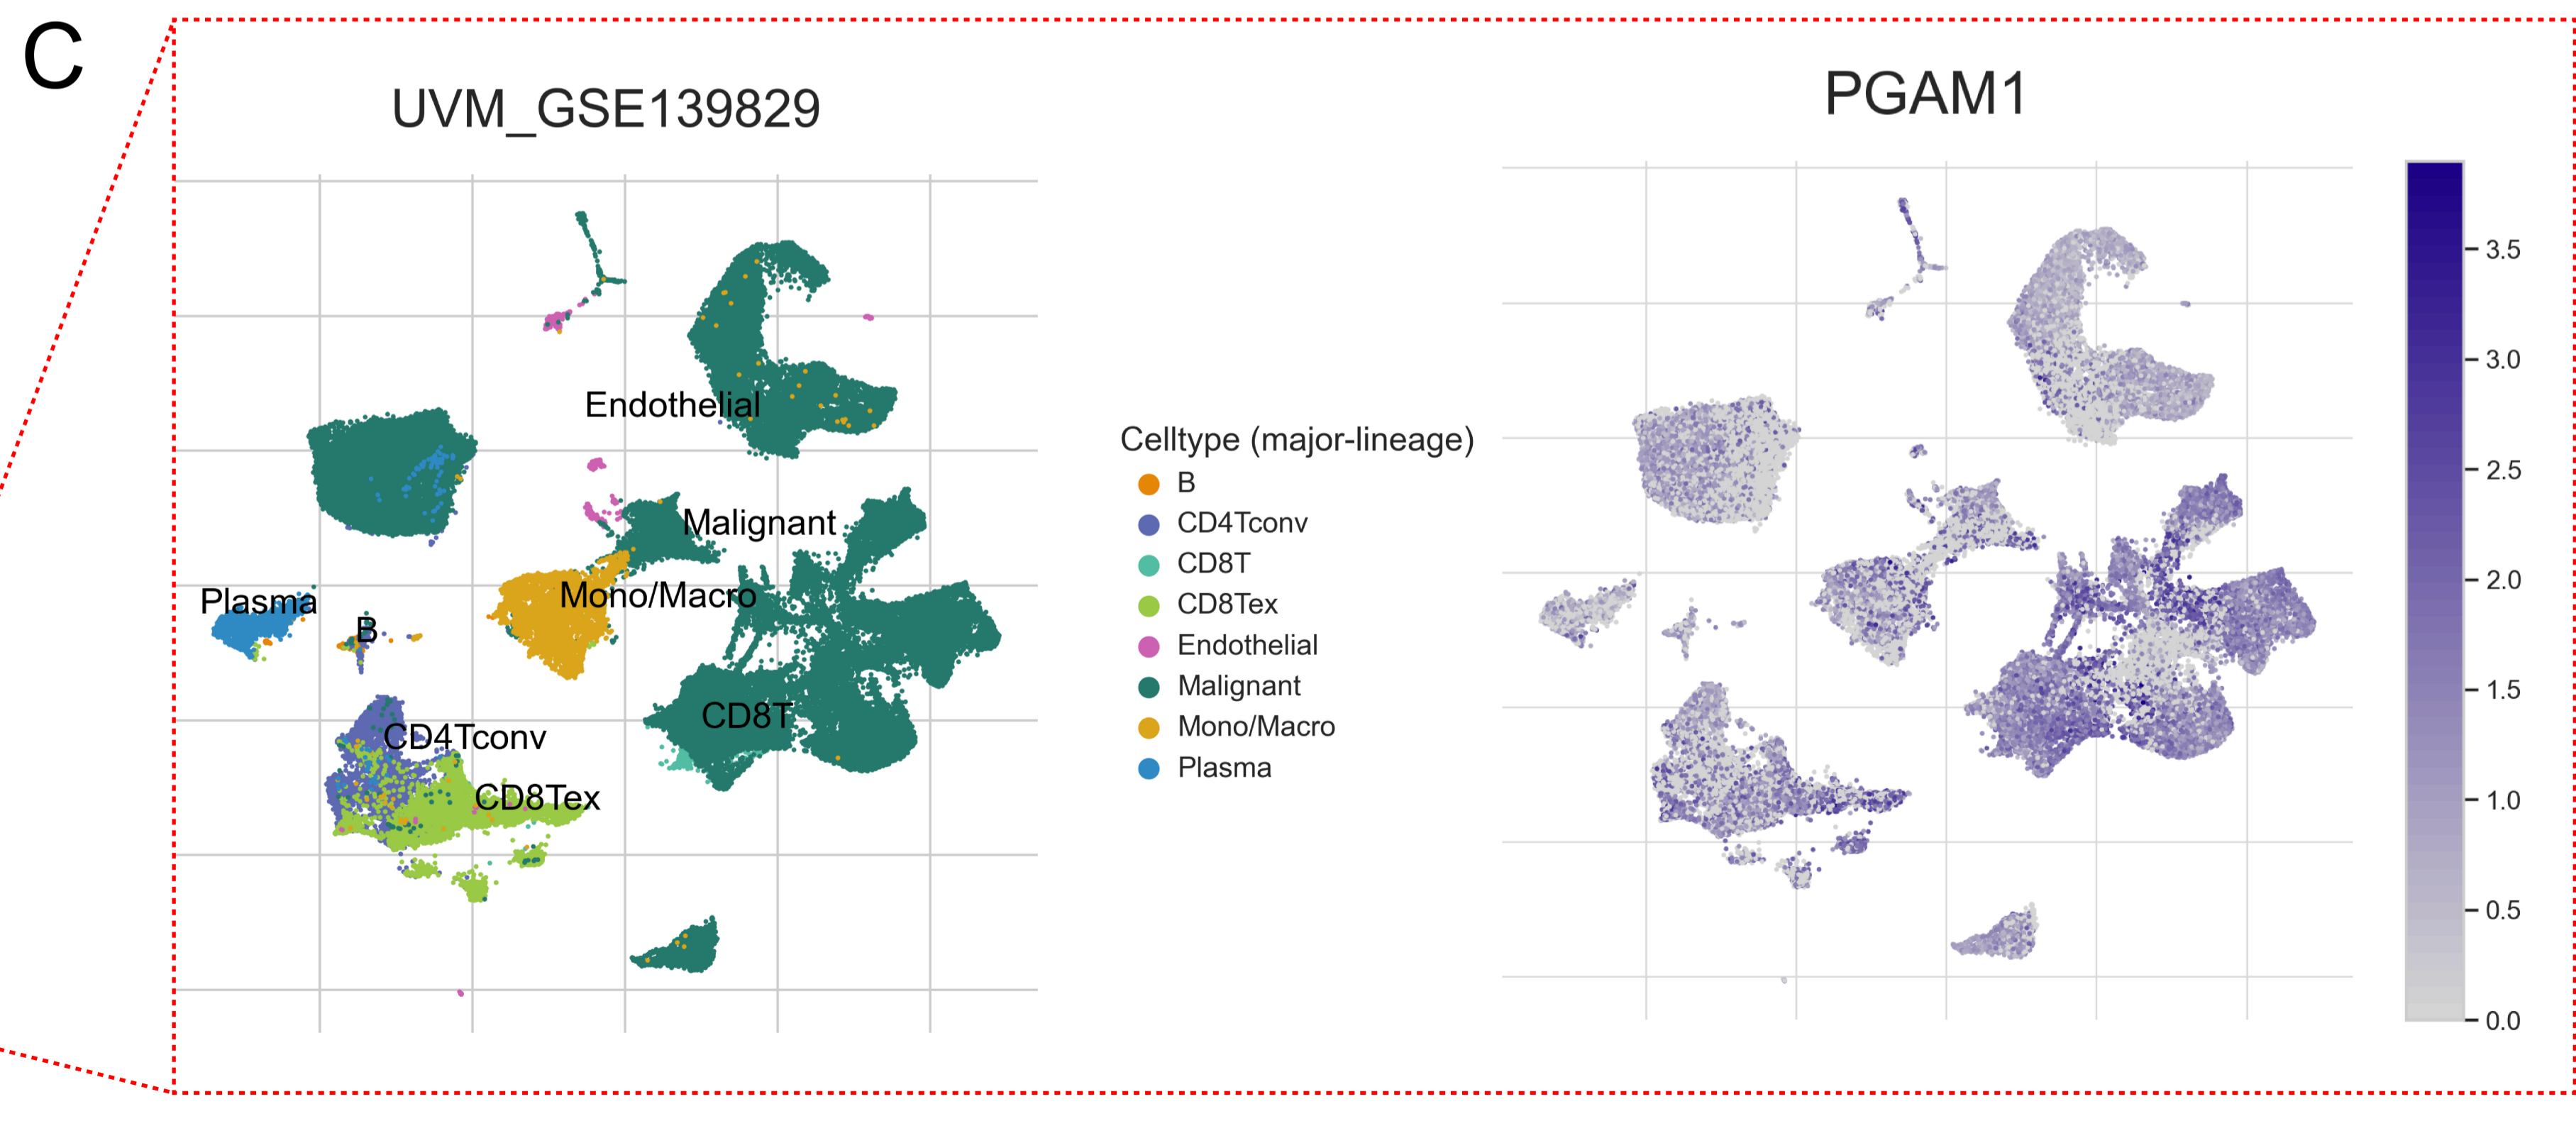 C
UVM_GSE139829
Endothelial
Malignant
Mono/Macro
Plasma
B
CD8T
CD4Tconv
CD8Tex
Celltype (major-lineage)
B
CD4Tconv
CD8T
CD8Tex
Endothelial
Malignant
Mono/Macro
Plasma
PGAM1
3.5
3.0
2.5
2.0
1.5
1.0
0.5
0.0